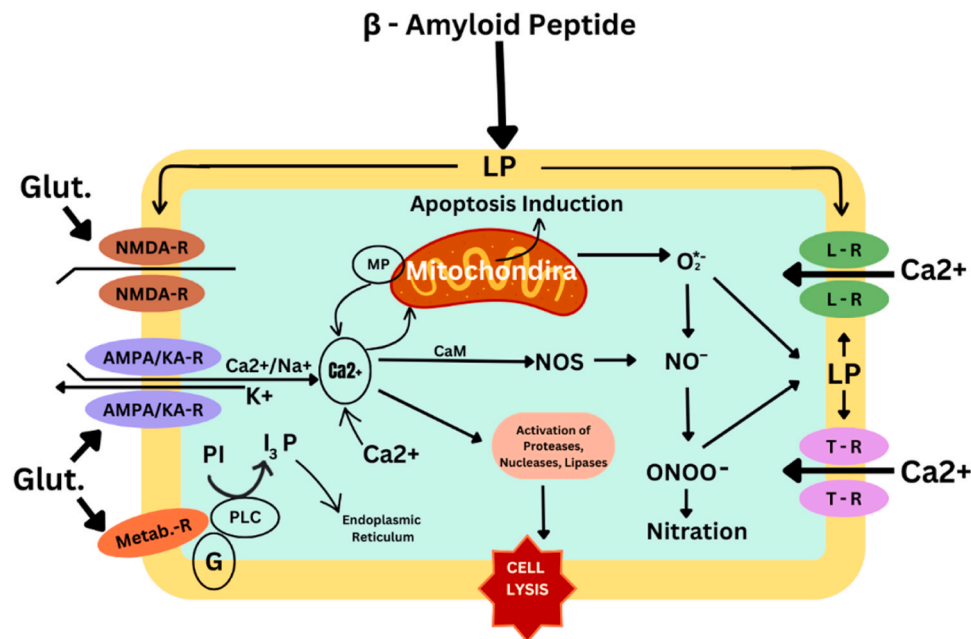 β - Amyloid Peptide
LP
Glut.
Apoptosis Induction
NMDA-R
MP
Mitochondira
O₂*-
L - R
Ca2+
NMDA-R
L - R
AMPA/KA-R
Ca2+/Na+
Ca2+
CaM
NOS
NO⁻
LP
K+
AMPA/KA-R
Activation of
Proteases,
Nucleases, Lipases
PI
I₃ P
Ca2+
T - R
Glut.
ONOO⁻
Ca2+
T - R
PLC
Endoplasmic
Reticulum
Metab.-R
Nitration
G
CELL
LYSIS